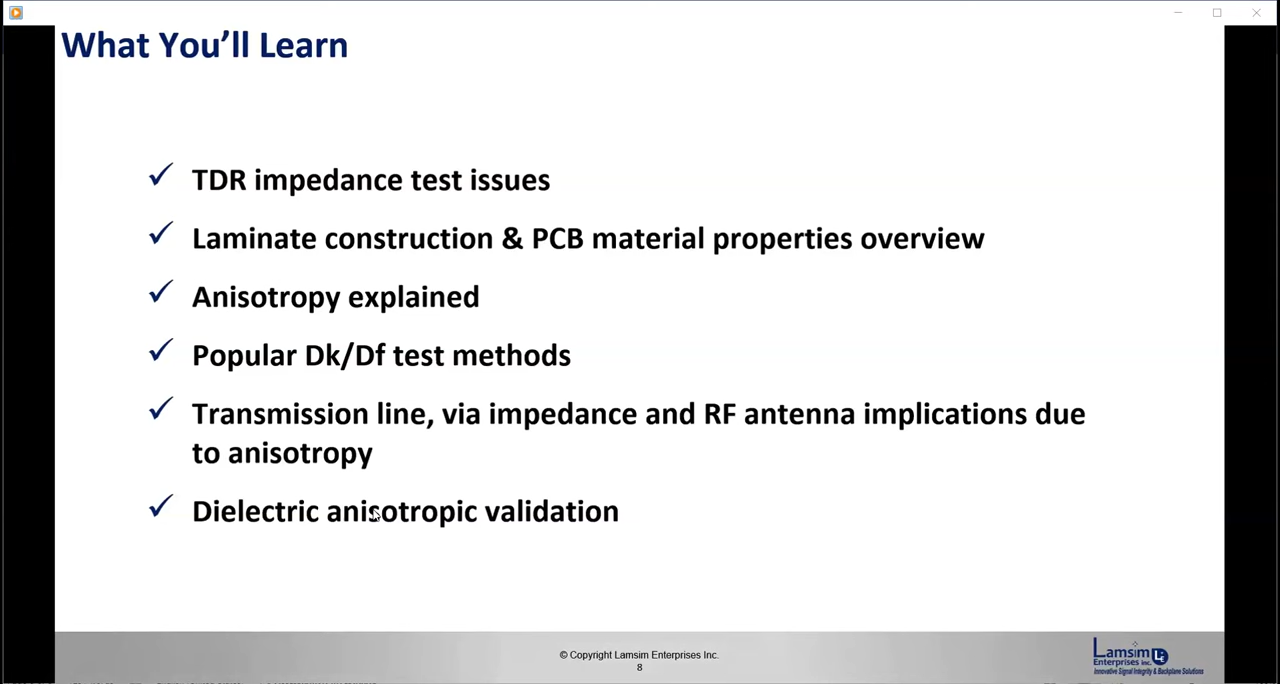 What You'll Learn
✓ TDR impedance test issues
✓ Laminate construction & PCB material properties overview
✓ Anisotropy explained
✓ Popular Dk/Df test methods
✓ Transmission line, via impedance and RF antenna implications due
to anisotropy
✓ Dielectric anisotropic validation
© Copyright Lamsim Enterprises Inc.
8
Lamsim
Enterprises Inc.
LE
Innovative Signal Integrity & Backplane Solutions